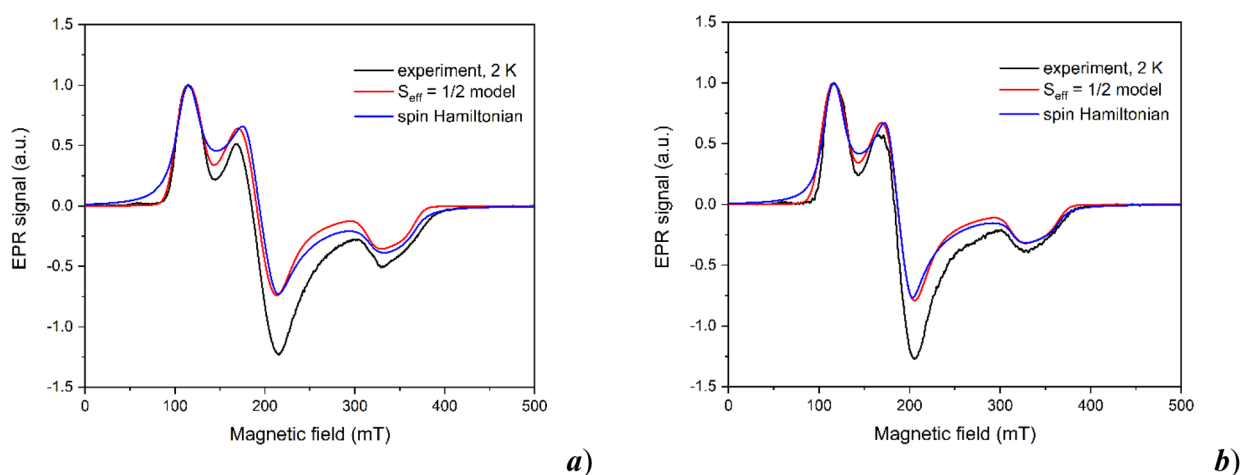 1.5
1.0
0.5
0.0
-0.5
-1.0
-1.5
EPR signal (a.u.)
experiment, 2 K
S_eff = 1/2 model
spin Hamiltonian
0 100 200 300 400 500
Magnetic field (mT)
a)
1.5
1.0
0.5
0.0
-0.5
-1.0
-1.5
EPR signal (a.u.)
experiment, 2 K
S_eff = 1/2 model
spin Hamiltonian
0 100 200 300 400 500
Magnetic field (mT)
b)